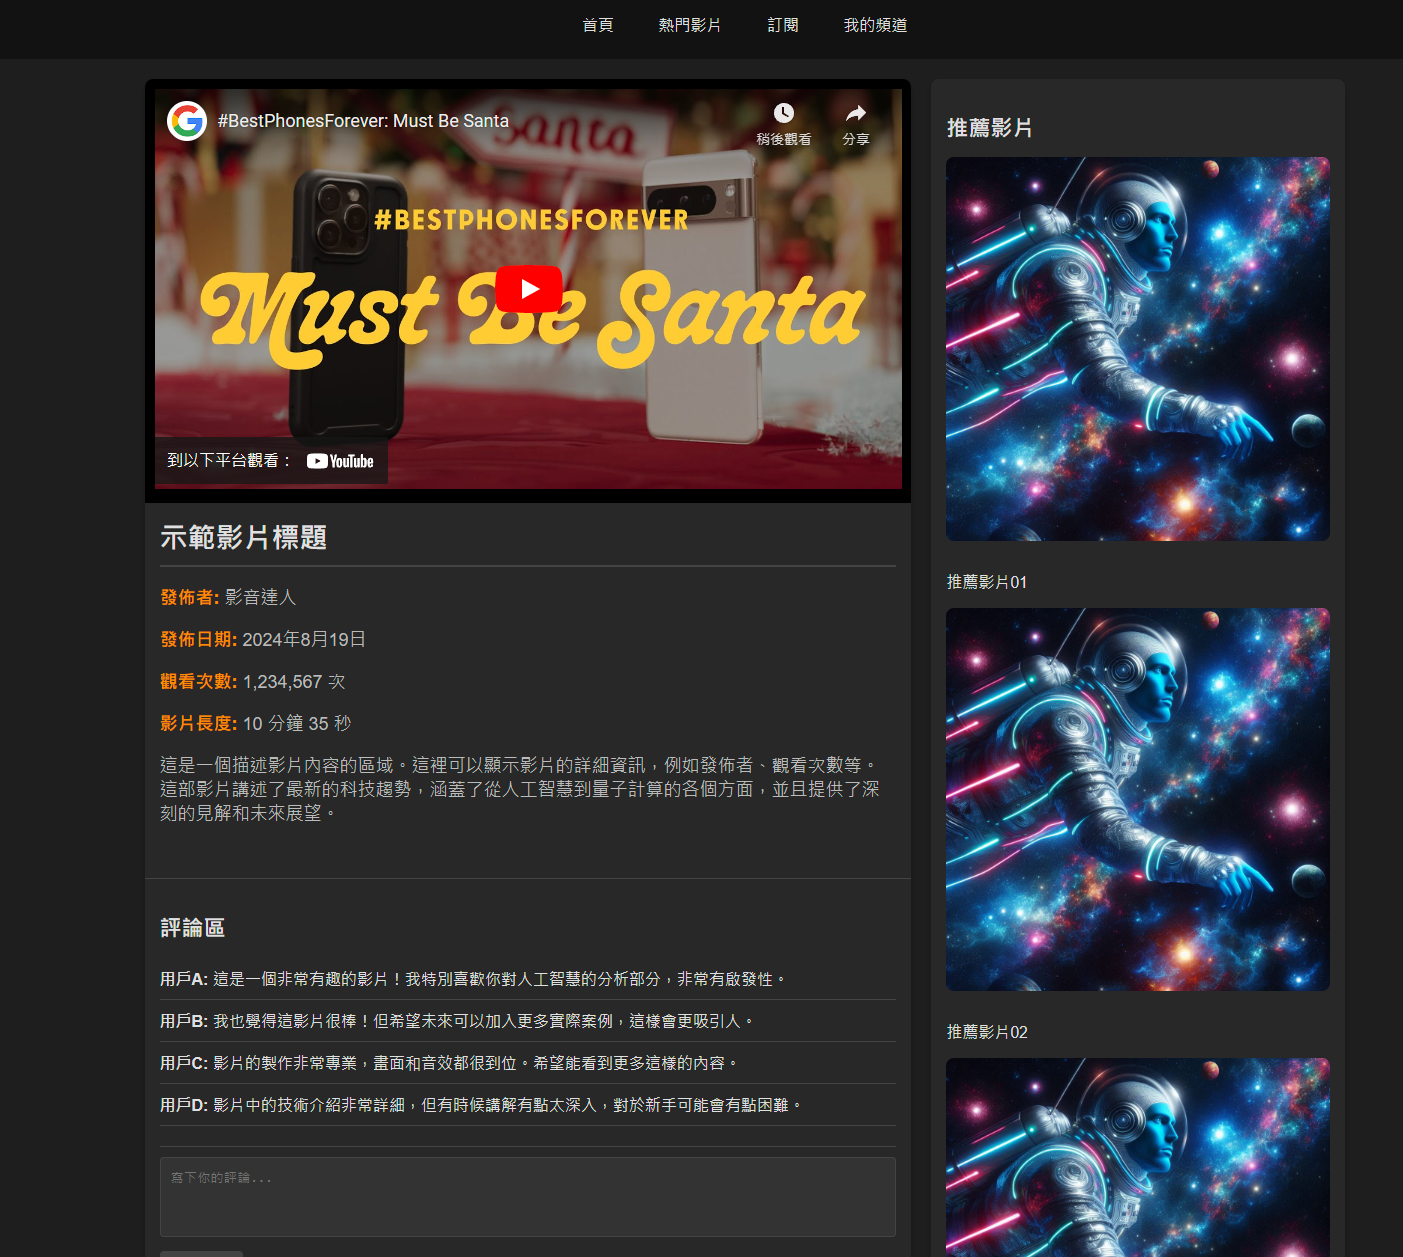 首頁 熱門影片 訂閱 我的頻道
#BestPhonesForever: Must Be Santa
稍後觀看 分享
Santa
#BESTPHONESFOREVER
Must Be Santa
到以下平台觀看： YouTube
示範影片標題
發佈者: 影音達人
發佈日期: 2024年8月19日
觀看次數: 1,234,567 次
影片長度: 10 分鐘 35 秒
這是一個描述影片內容的區域。這裡可以顯示影片的詳細資訊，例如發佈者、觀看次數等。
這部影片講述了最新的科技趨勢，涵蓋了從人工智慧到量子計算的各個方面，並且提供了深
刻的見解和未來展望。
評論區
用戶A: 這是一個非常有趣的影片！我特別喜歡你對人工智慧的分析部分，非常有啟發性。
用戶B: 我也覺得這影片很棒！但希望未來可以加入更多實際案例，這樣會更吸引人。
用戶C: 影片的製作非常專業，畫面和音效都很到位。希望能看到更多這樣的內容。
用戶D: 影片中的技術介紹非常詳細，但有時候講解有點太深入，對於新手可能會有點困難。
寫下你的評論...
推薦影片
推薦影片01
推薦影片02